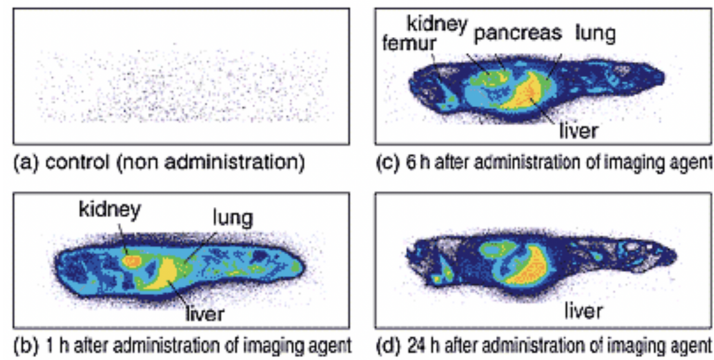 (a) control (non administration)
kidney
lung
liver
(b) 1 h after administration of imaging agent
kidney
femur
pancreas
lung
liver
(c) 6 h after administration of imaging agent
liver
(d) 24 h after administration of imaging agent